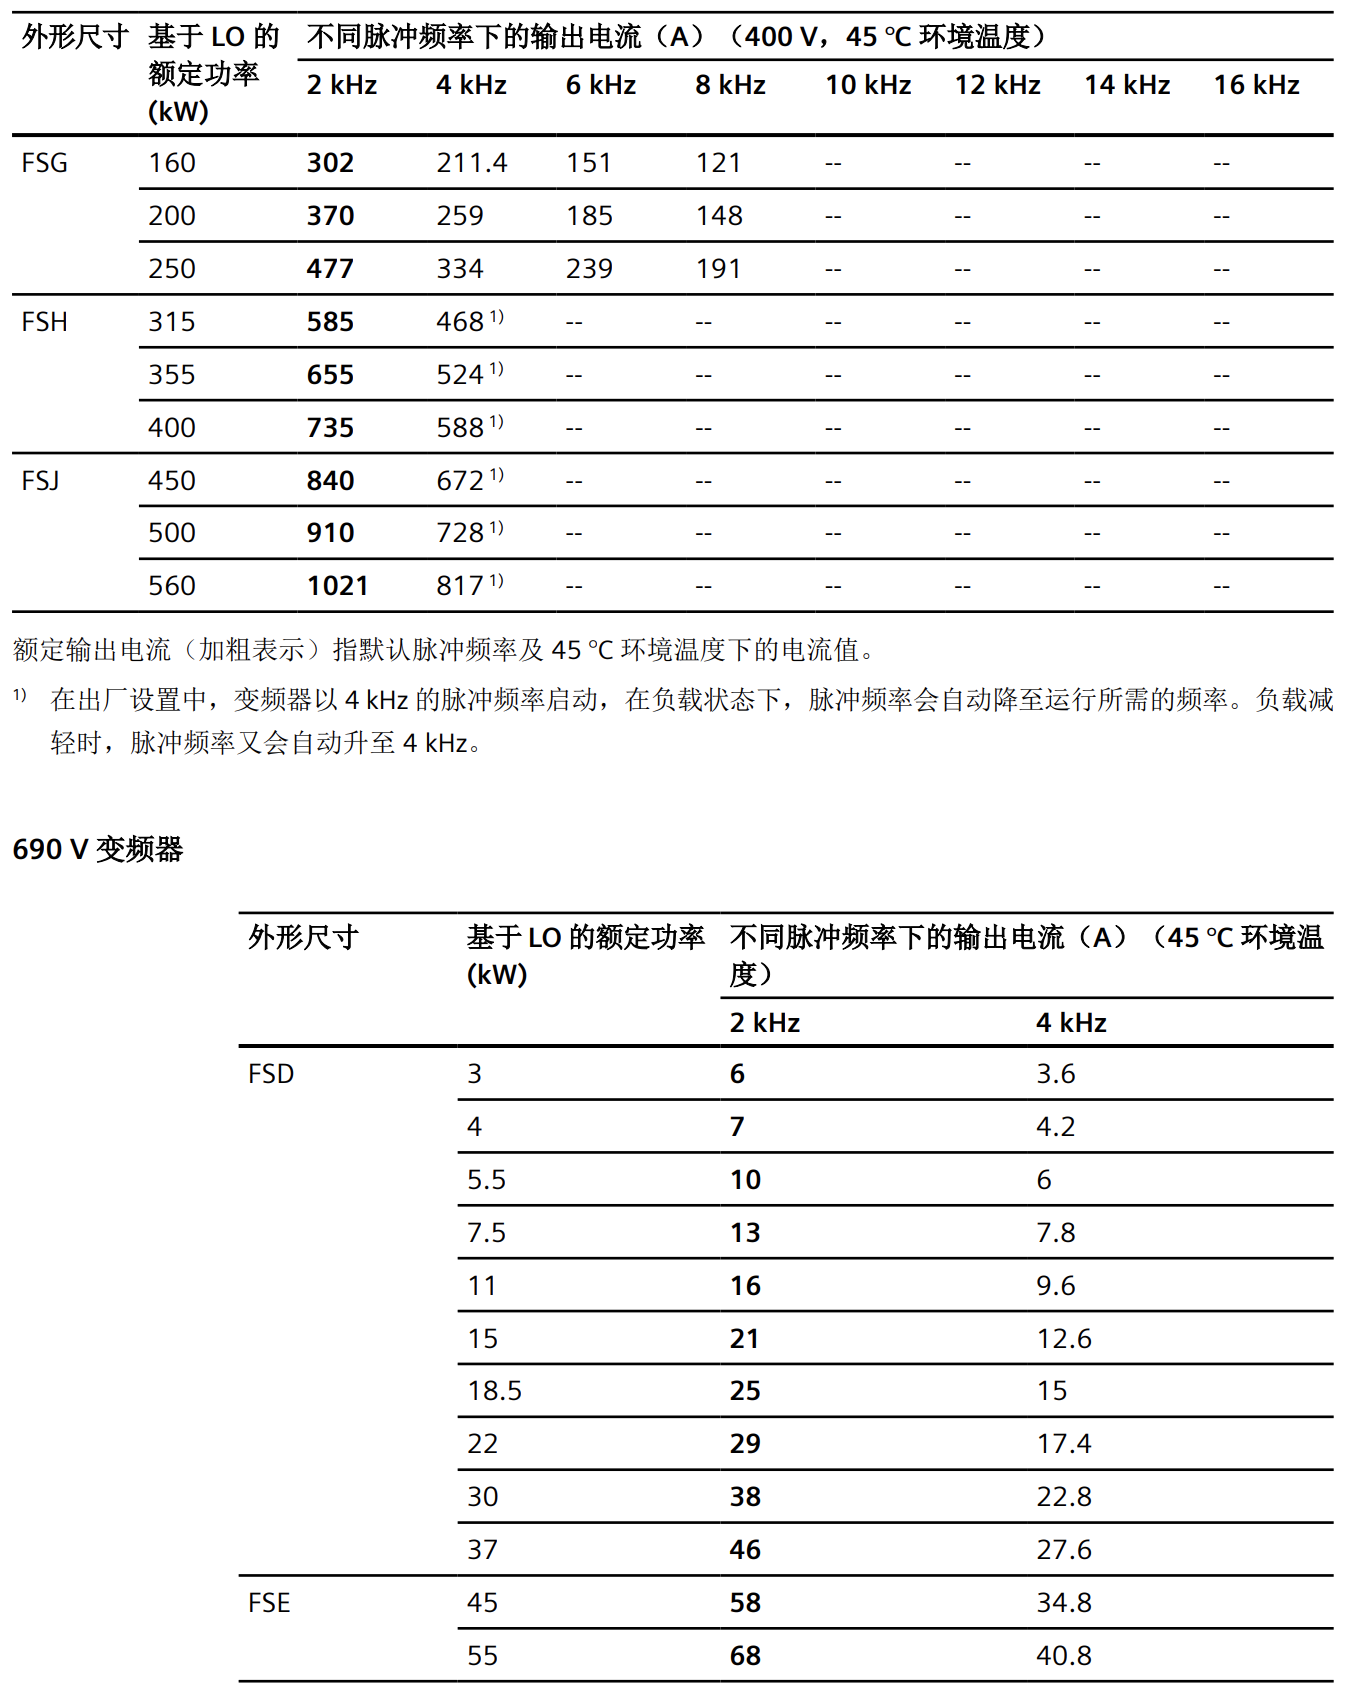 外形尺寸 基于 LO 的额定功率 (kW) 不同脉冲频率下的输出电流（A）（400 V，45 ℃ 环境温度）
2 kHz 4 kHz 6 kHz 8 kHz 10 kHz 12 kHz 14 kHz 16 kHz
FSG 160 302 211.4 151 121 -- -- -- --
200 370 259 185 148 -- -- -- --
250 477 334 239 191 -- -- -- --
FSH 315 585 468 1) -- -- -- -- -- --
355 655 524 1) -- -- -- -- -- --
400 735 588 1) -- -- -- -- -- --
FSJ 450 840 672 1) -- -- -- -- -- --
500 910 728 1) -- -- -- -- -- --
560 1021 817 1) -- -- -- -- -- --
额定输出电流（加粗表示）指默认脉冲频率及 45 ℃ 环境温度下的电流值。
1) 在出厂设置中，变频器以 4 kHz 的脉冲频率启动，在负载状态下，脉冲频率会自动降至运行所需的频率。负载减
轻时，脉冲频率又会自动升至 4 kHz。
690 V 变频器
外形尺寸 基于 LO 的额定功率 (kW) 不同脉冲频率下的输出电流（A）（45 ℃ 环境温度）
2 kHz 4 kHz
FSD 3 6 3.6
4 7 4.2
5.5 10 6
7.5 13 7.8
11 16 9.6
15 21 12.6
18.5 25 15
22 29 17.4
30 38 22.8
37 46 27.6
FSE 45 58 34.8
55 68 40.8